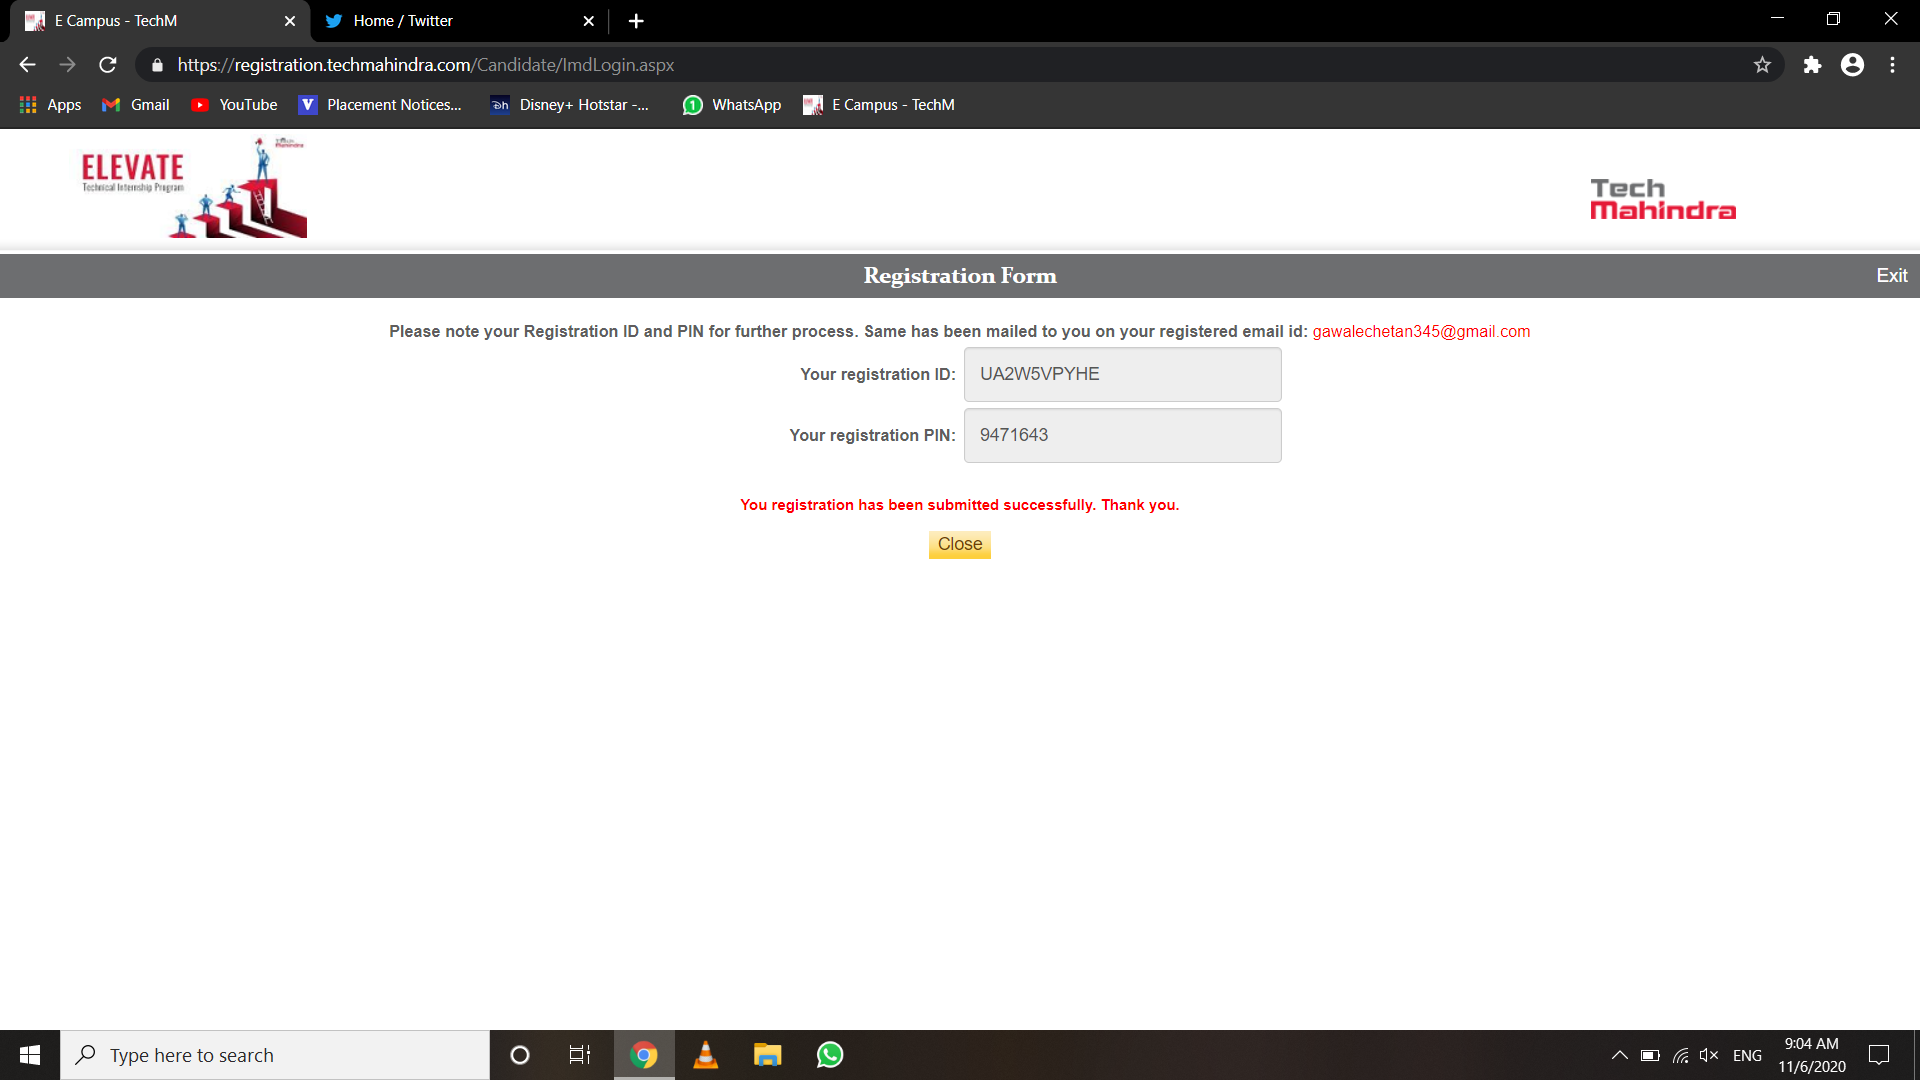 E Campus - TechM
Home / Twitter
https://registration.techmahindra.com/Candidate/ImdLogin.aspx
Apps Gmail YouTube Placement Notices... Disney+ Hotstar -... WhatsApp E Campus - TechM
ELEVATE
Technical Internship Program
Tech
Mahindra
Tech
Mahindra
Registration Form
Exit
Please note your Registration ID and PIN for further process. Same has been mailed to you on your registered email id: gawalechetan345@gmail.com
Your registration ID: UA2W5VPYHE
Your registration PIN: 9471643
You registration has been submitted successfully. Thank you.
Close
Type here to search
ENG
9:04 AM
11/6/2020